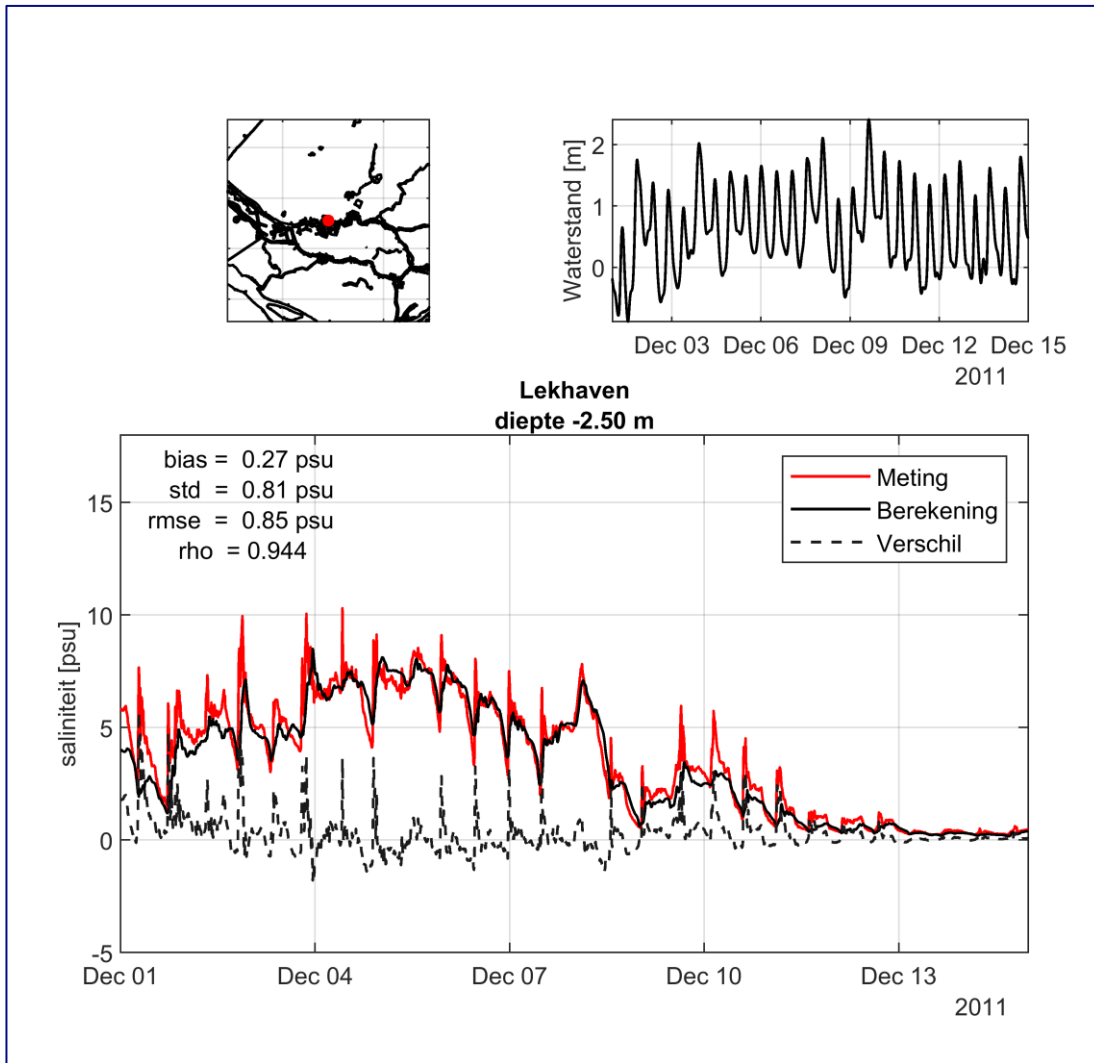 Waterstand [m]
2
1
0
Dec 03 Dec 06 Dec 09 Dec 12 Dec 15
2011
Lekhaven
diepte -2.50 m
bias = 0.27 psu
std = 0.81 psu
rmse = 0.85 psu
rho = 0.944
Meting
Berekening
Verschil
saliniteit [psu]
15
10
5
0
-5
Dec 01 Dec 04 Dec 07 Dec 10 Dec 13
2011